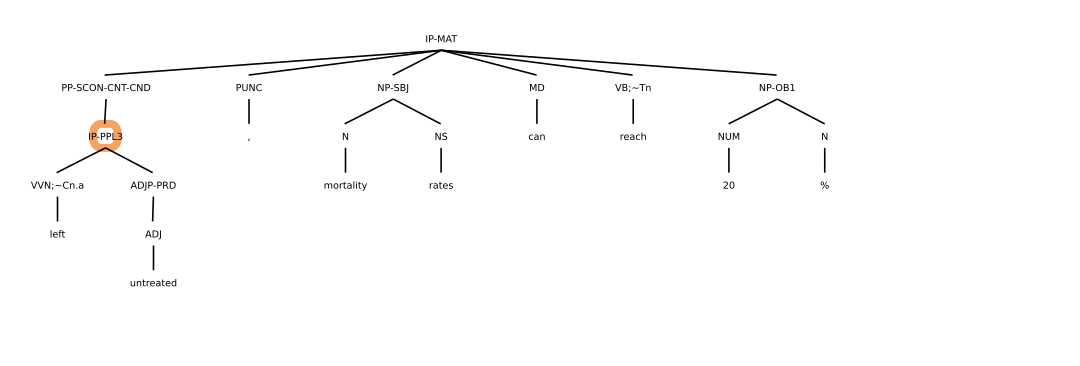 IP-MAT
PP-SCON-CNT-CND PUNC NP-SBJ MD VB;~Tn NP-OB1
IP-PPL3 , N NS can reach NUM N
VVN;~Cn.a ADJP-PRD mortality rates 20 %
left ADJ
untreated